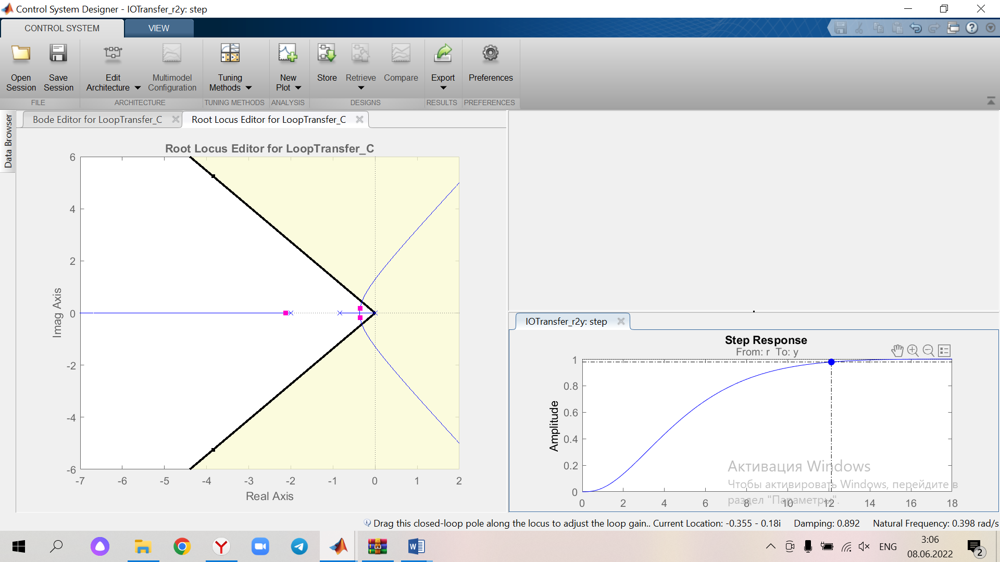 Control System Designer - IOTransfer_r2y: step
CONTROL SYSTEM
VIEW
Open Session
Save Session
Edit Architecture
Multimodel Configuration
Tuning Methods
New Plot
Store
Retrieve
Compare
Export
Preferences
FILE
ARCHITECTURE
TUNING METHODS
ANALYSIS
DESIGNS
RESULTS
PREFERENCES
Data Browser
Bode Editor for LoopTransfer_C
Root Locus Editor for LoopTransfer_C
Root Locus Editor for LoopTransfer_C
6
4
2
0
-2
-4
-6
Imag Axis
-7 -6 -5 -4 -3 -2 -1 0 1 2
Real Axis
IOTransfer_r2y: step
Step Response
From: r To: y
1
0.8
0.6
0.4
0.2
0
Amplitude
0 2 4 6 8 10 12 14 16 18
Активация Windows
Чтобы активировать Windows, перейдите в
раздел "Параметры".
Drag this closed-loop pole along the locus to adjust the loop gain.. Current Location: -0.355 - 0.18i Damping: 0.892 Natural Frequency: 0.398 rad/s
ENG
3:06
08.06.2022
2